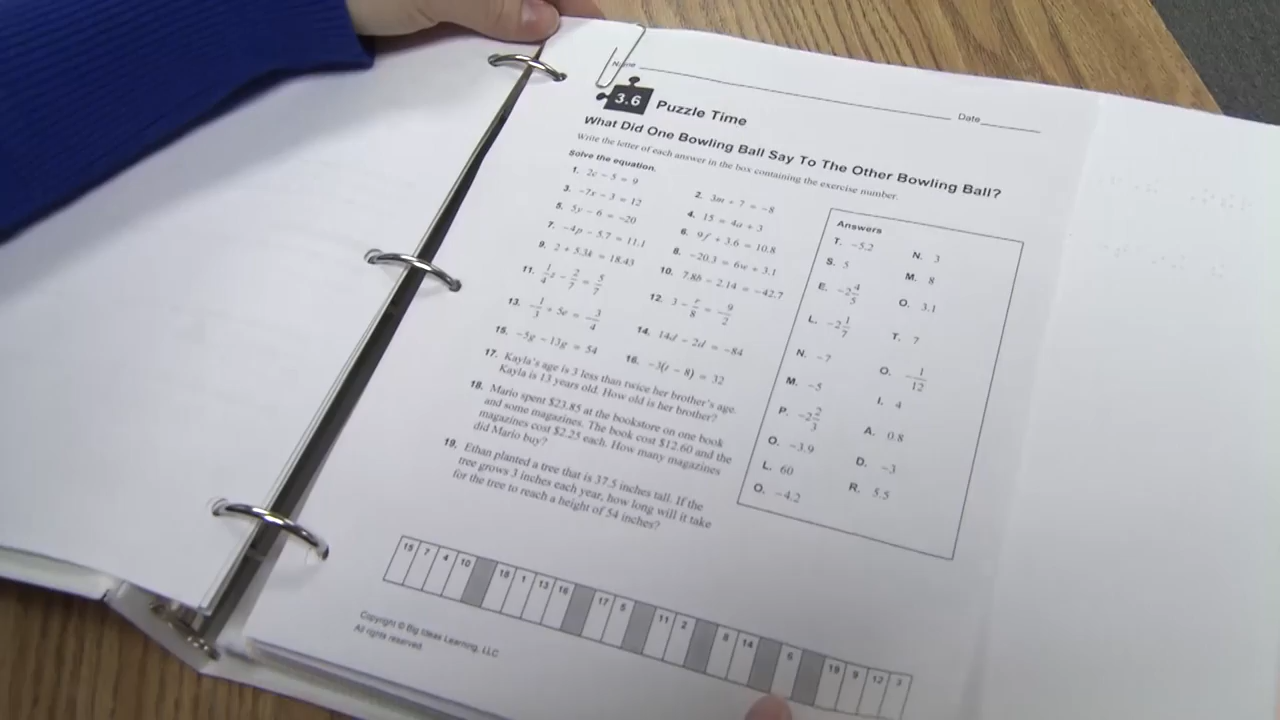 Name Date
3.6 Puzzle Time
What Did One Bowling Ball Say To The Other Bowling Ball?
Write the letter of each answer in the box containing the exercise number.
Solve the equation.
1. 2c − 5 = 9
2. 3m + 7 = −8
3. −7x − 3 = 12
4. 15 = 4a + 3
5. 5y − 6 = −20
6. 9f + 3.6 = 10.8
7. −4p − 5.7 = 11.1
8. −20.3 = 6w + 3.1
9. 2 + 5.3k = 18.43
10. 7.8b − 2.14 = −42.7
11. 1/4 z − 2/7 = 5/7
12. 3 − r/8 = −9/2
13. −1/3 + 5e = −3/4
14. 14d − 2d = −84
15. −5g − 13g = 54
16. −3(t − 8) = 32
17. Kayla's age is 3 less than twice her brother's age.
Kayla is 13 years old. How old is her brother?
18. Mario spent $23.85 at the bookstore on one book
and some magazines. The book cost $12.60 and the
magazines cost $2.25 each. How many magazines
did Mario buy?
19. Ethan planted a tree that is 37.5 inches tall. If the
tree grows 3 inches each year, how long will it take
for the tree to reach a height of 54 inches?
Answers
T. −5.2 N. 3
S. 5 M. 8
E. −2 4/5 O. 3.1
L. −2 1/7 T. 7
N. −7 O. −1/12
M. −5 I. 4
P. −2 2/3 A. 0.8
O. −3.9 D. −3
L. 60 R. 5.5
O. −4.2
15 7 4 10 18 1 13 16 17 5 11 2 8 14 6 19 9 12 3
Copyright © Big Ideas Learning, LLC
All rights reserved.